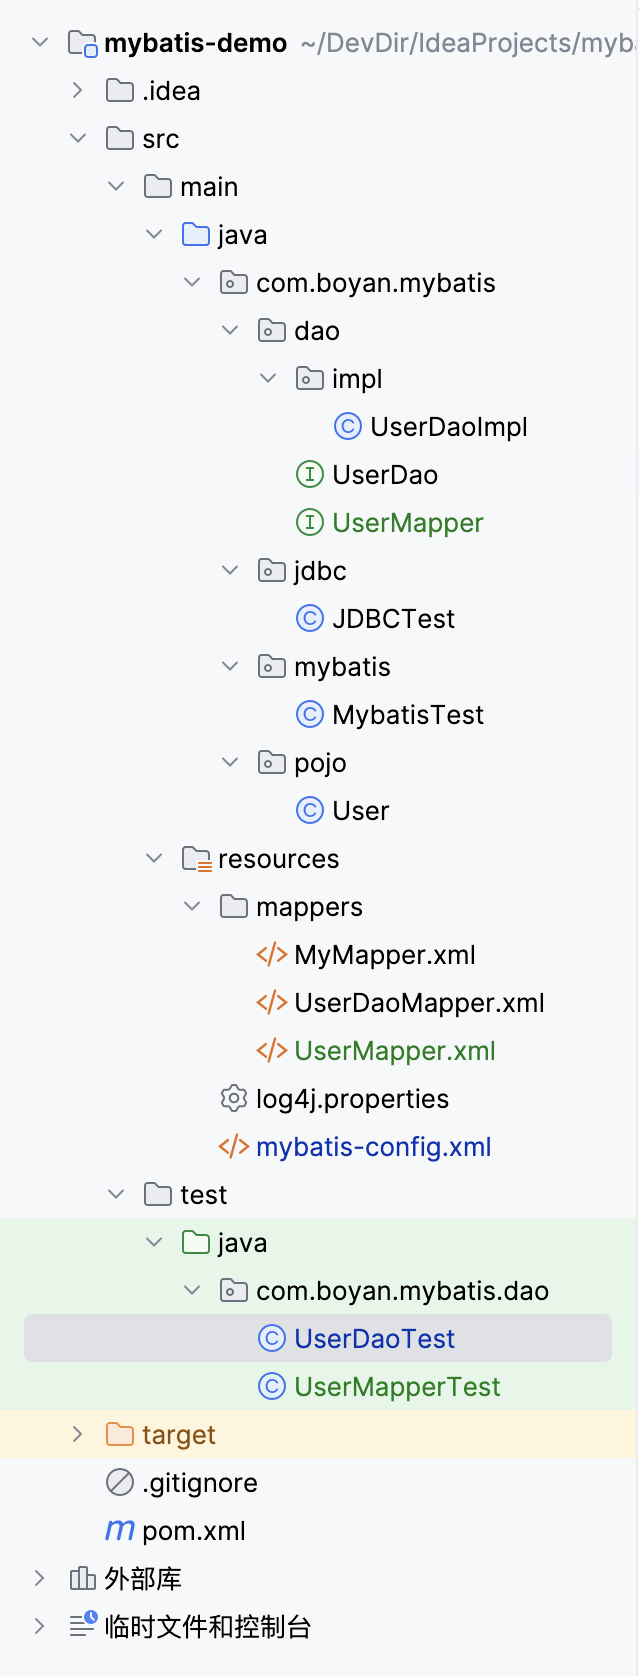 mybatis-demo ~/DevDir/IdeaProjects/myb
.idea
src
main
java
com.boyan.mybatis
dao
impl
UserDaoImpl
UserDao
UserMapper
jdbc
JDBCTest
mybatis
MybatisTest
pojo
User
resources
mappers
MyMapper.xml
UserDaoMapper.xml
UserMapper.xml
log4j.properties
mybatis-config.xml
test
java
com.boyan.mybatis.dao
UserDaoTest
UserMapperTest
target
.gitignore
pom.xml
外部库
临时文件和控制台